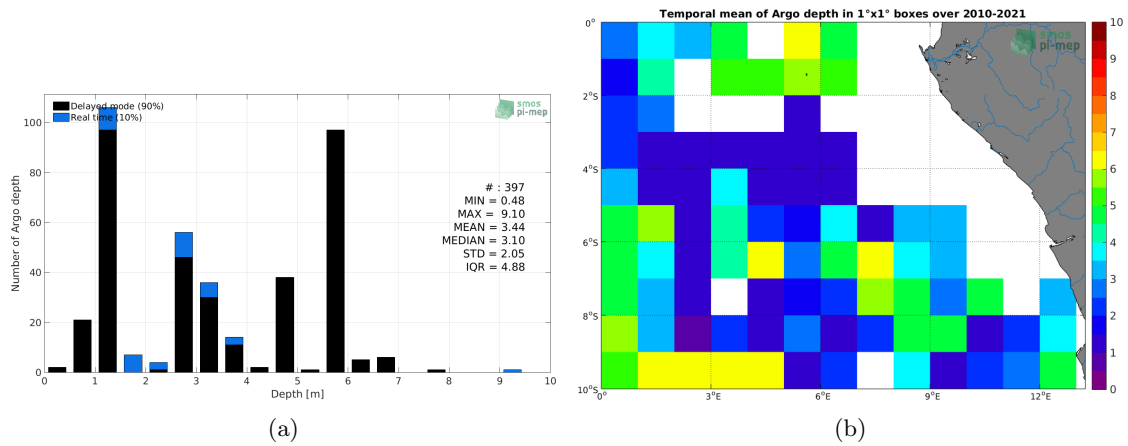 Delayed mode (90%)
Real time (10%)
smos
pi-mep
# : 397
MIN = 0.48
MAX = 9.10
MEAN = 3.44
MEDIAN = 3.10
STD = 2.05
IQR = 4.88
Number of Argo depth
100
80
60
40
20
0
0 1 2 3 4 5 6 7 8 9 10
Depth [m]
(a)
Temporal mean of Argo depth in 1°x1° boxes over 2010-2021
smos
pi-mep
0°
2°S
4°S
6°S
8°S
10°S
0° 3°E 6°E 9°E 12°E
10
9
8
7
6
5
4
3
2
1
0
(b)